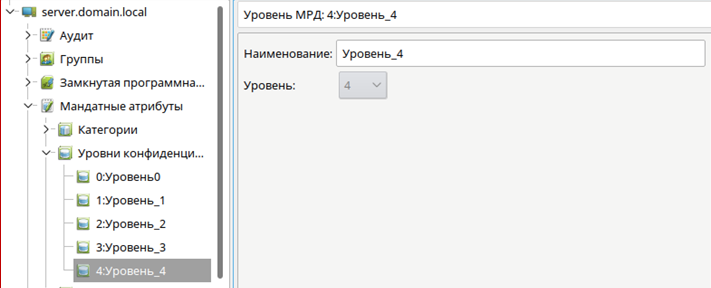 server.domain.local
Аудит
Группы
Замкнутая программна...
Мандатные атрибуты
Категории
Уровни конфиденци...
0:Уровень0
1:Уровень_1
2:Уровень_2
3:Уровень_3
4:Уровень_4
Уровень МРД: 4:Уровень_4
Наименование: Уровень_4
Уровень: 4